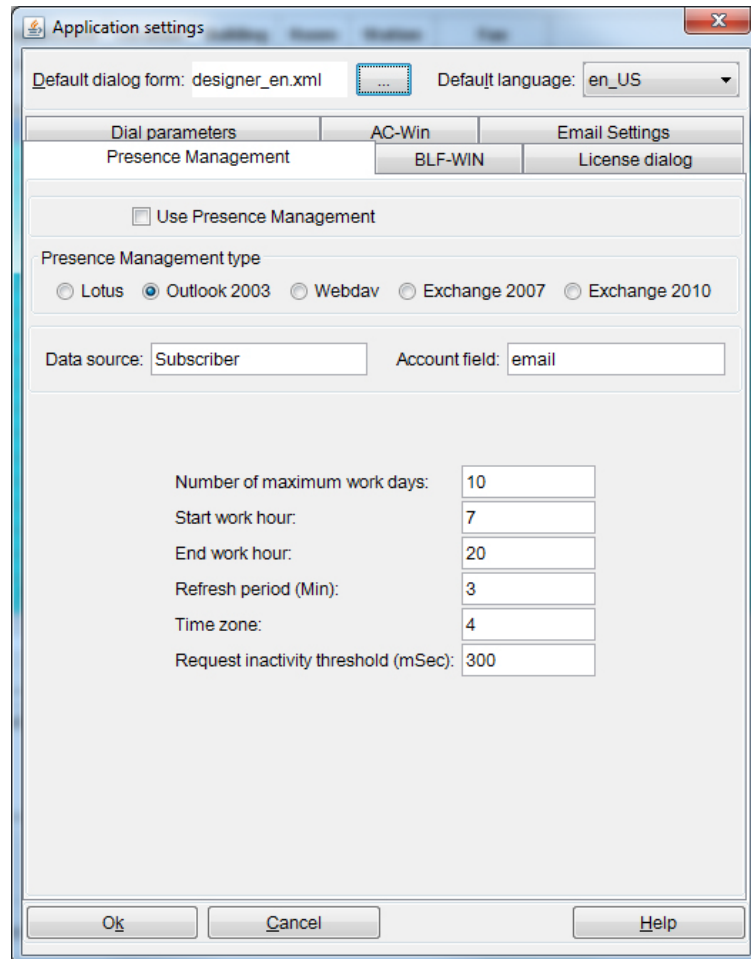 Application settings
Default dialog form: designer_en.xml ... Default language: en_US
Dial parameters AC-Win Email Settings
Presence Management BLF-WIN License dialog
Use Presence Management
Presence Management type
Lotus Outlook 2003 Webdav Exchange 2007 Exchange 2010
Data source: Subscriber Account field: email
Number of maximum work days: 10
Start work hour: 7
End work hour: 20
Refresh period (Min): 3
Time zone: 4
Request inactivity threshold (mSec): 300
Ok Cancel Help